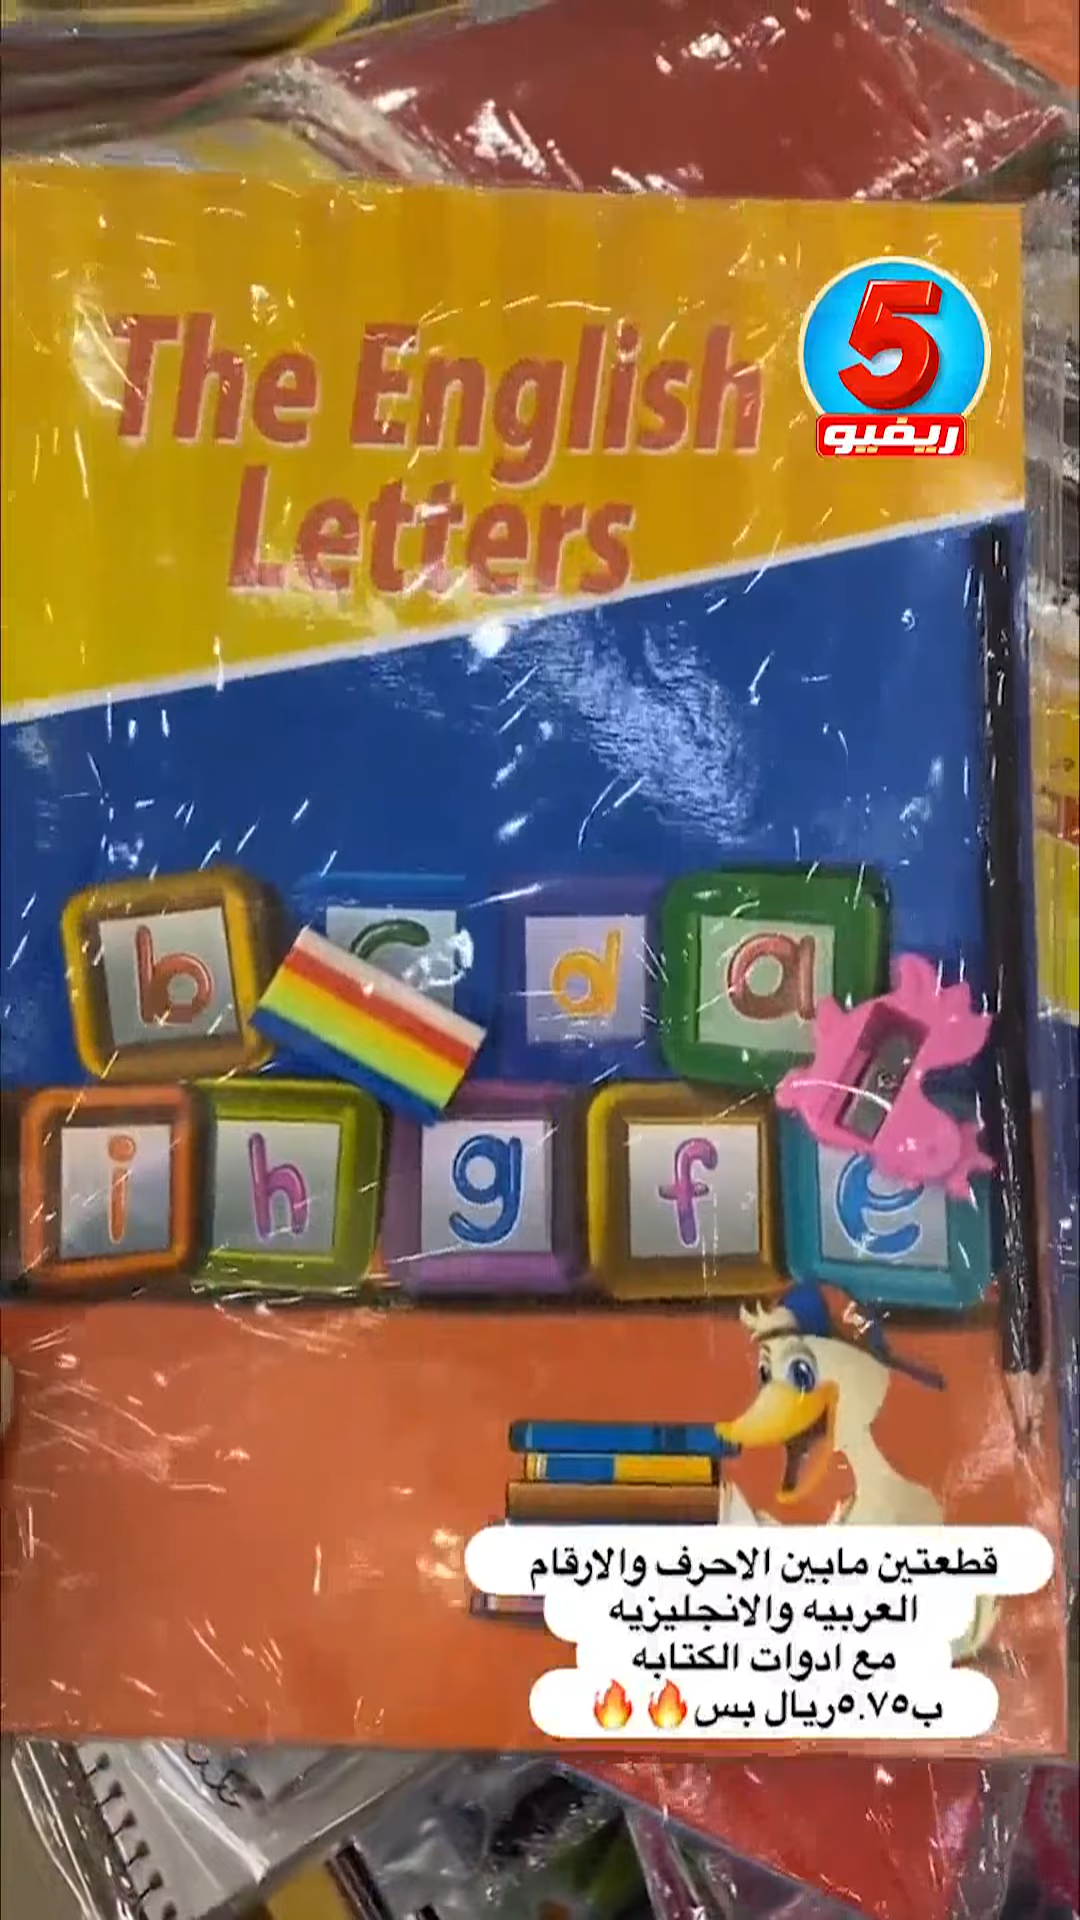 The English
Letters
5
ريفيو
b c d a
i h g f e
قطعتين مابين الاحرف والارقام
العربيه والانجليزيه
مع ادوات الكتابه
ب٥.٧٥ريال بس🔥🔥